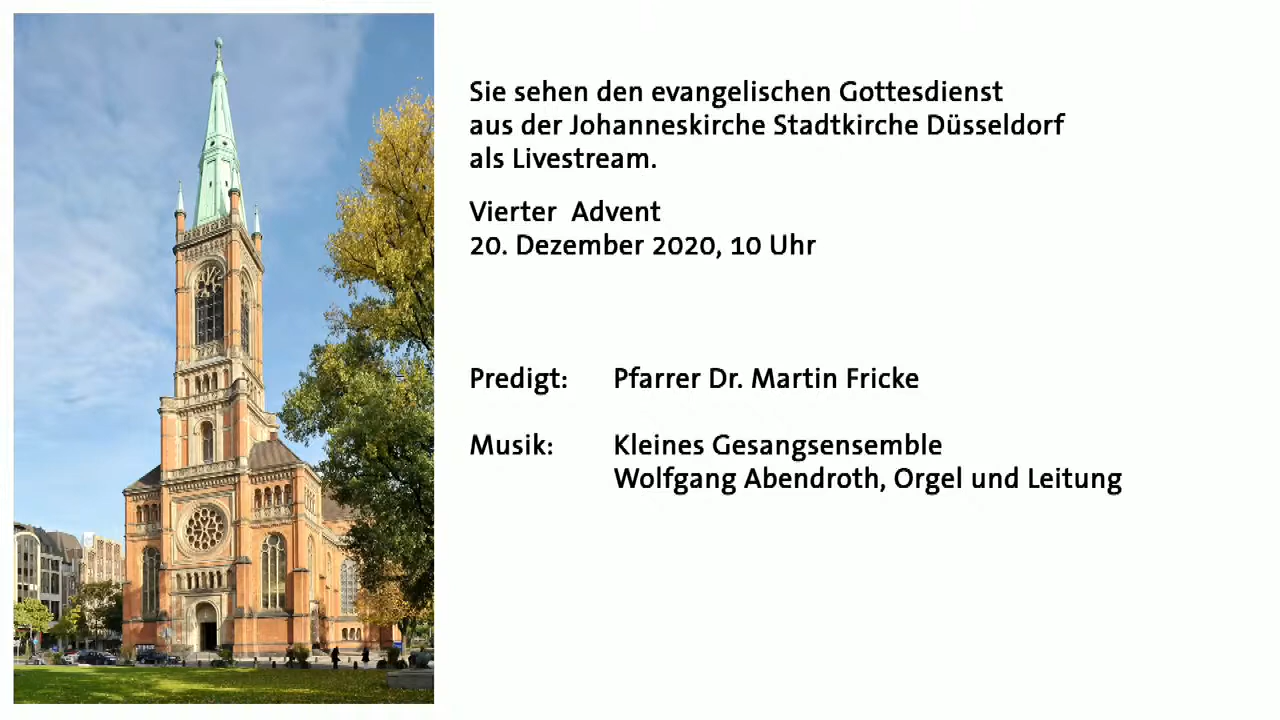 Sie sehen den evangelischen Gottesdienst
aus der Johanneskirche Stadtkirche Düsseldorf
als Livestream.
Vierter Advent
20. Dezember 2020, 10 Uhr
Predigt: Pfarrer Dr. Martin Fricke
Musik: Kleines Gesangsensemble
Wolfgang Abendroth, Orgel und Leitung